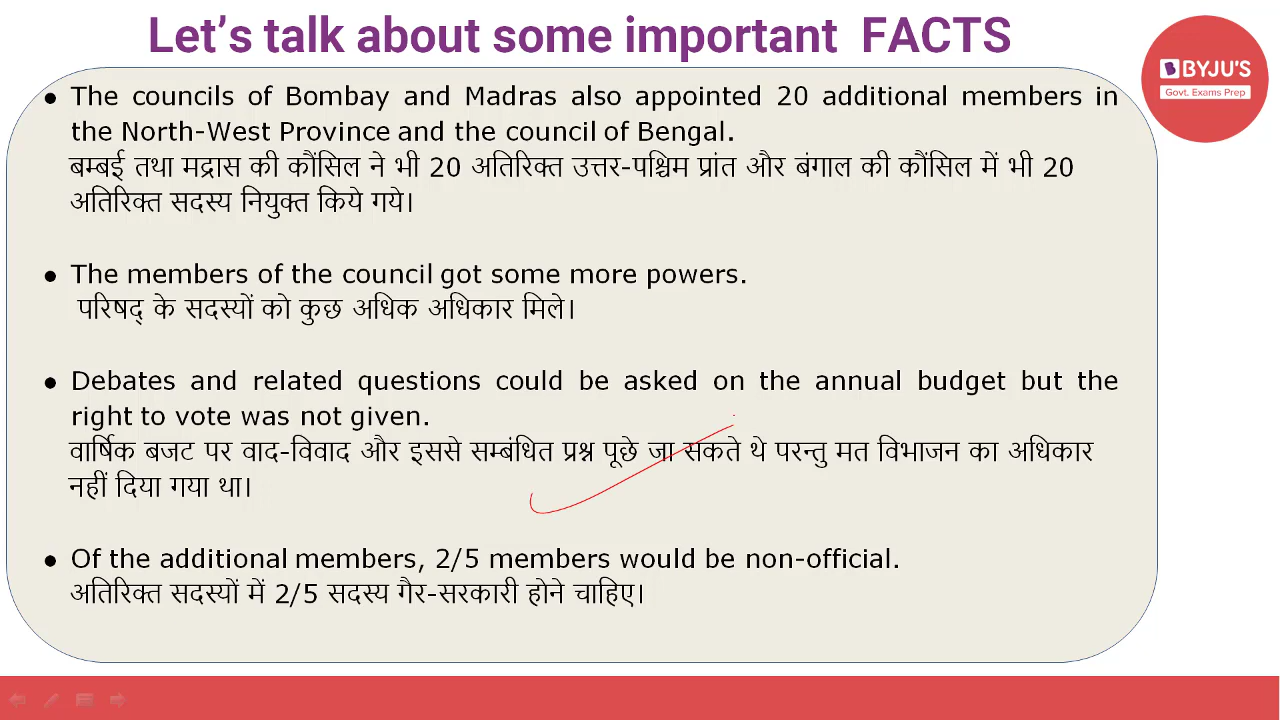 Let's talk about some important FACTS
BYJU'S
Govt. Exams Prep
● The councils of Bombay and Madras also appointed 20 additional members in
the North-West Province and the council of Bengal.
बम्बई तथा मद्रास की कौंसिल ने भी 20 अतिरिक्त उत्तर-पश्चिम प्रांत और बंगाल की कौंसिल में भी 20
अतिरिक्त सदस्य नियुक्त किये गये।
● The members of the council got some more powers.
परिषद् के सदस्यों को कुछ अधिक अधिकार मिले।
● Debates and related questions could be asked on the annual budget but the
right to vote was not given.
वार्षिक बजट पर वाद-विवाद और इससे सम्बंधित प्रश्न पूछे जा सकते थे परन्तु मत विभाजन का अधिकार
नहीं दिया गया था।
● Of the additional members, 2/5 members would be non-official.
अतिरिक्त सदस्यों में 2/5 सदस्य गैर-सरकारी होने चाहिए।